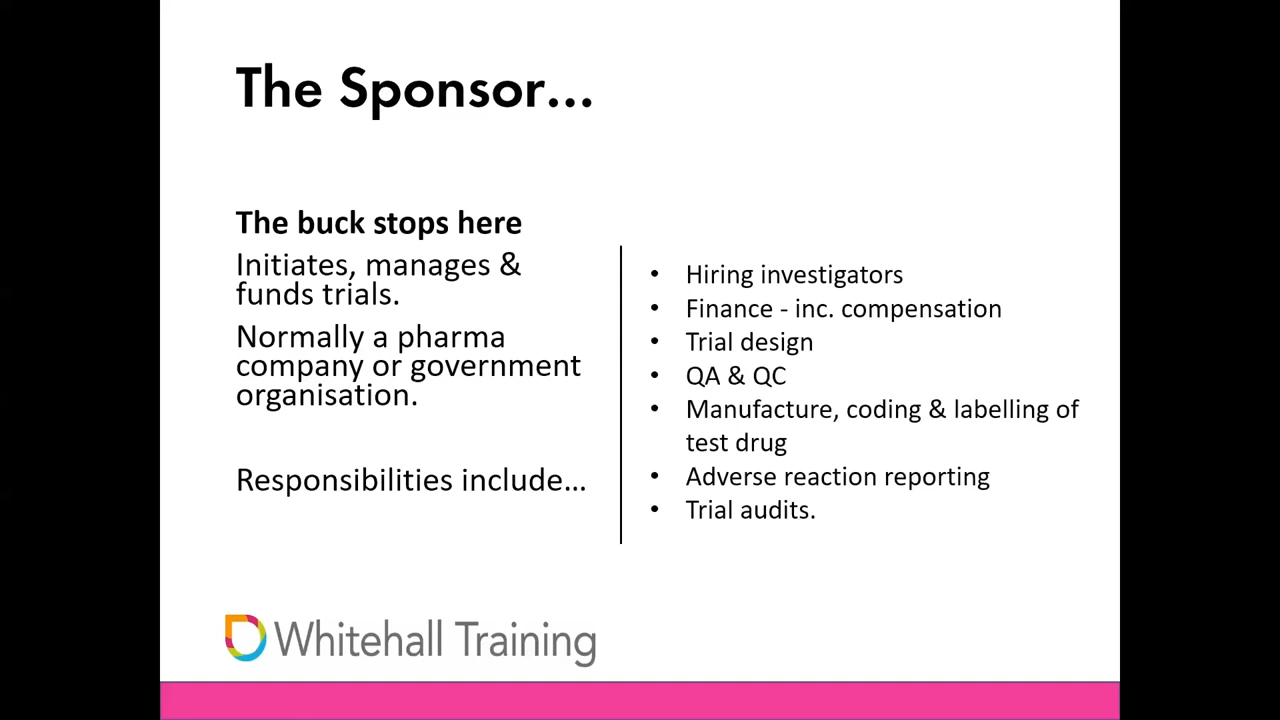 The Sponsor...
The buck stops here
Initiates, manages &
funds trials.
Normally a pharma
company or government
organisation.
Responsibilities include...
• Hiring investigators
• Finance - inc. compensation
• Trial design
• QA & QC
• Manufacture, coding & labelling of
test drug
• Adverse reaction reporting
• Trial audits.
Whitehall Training